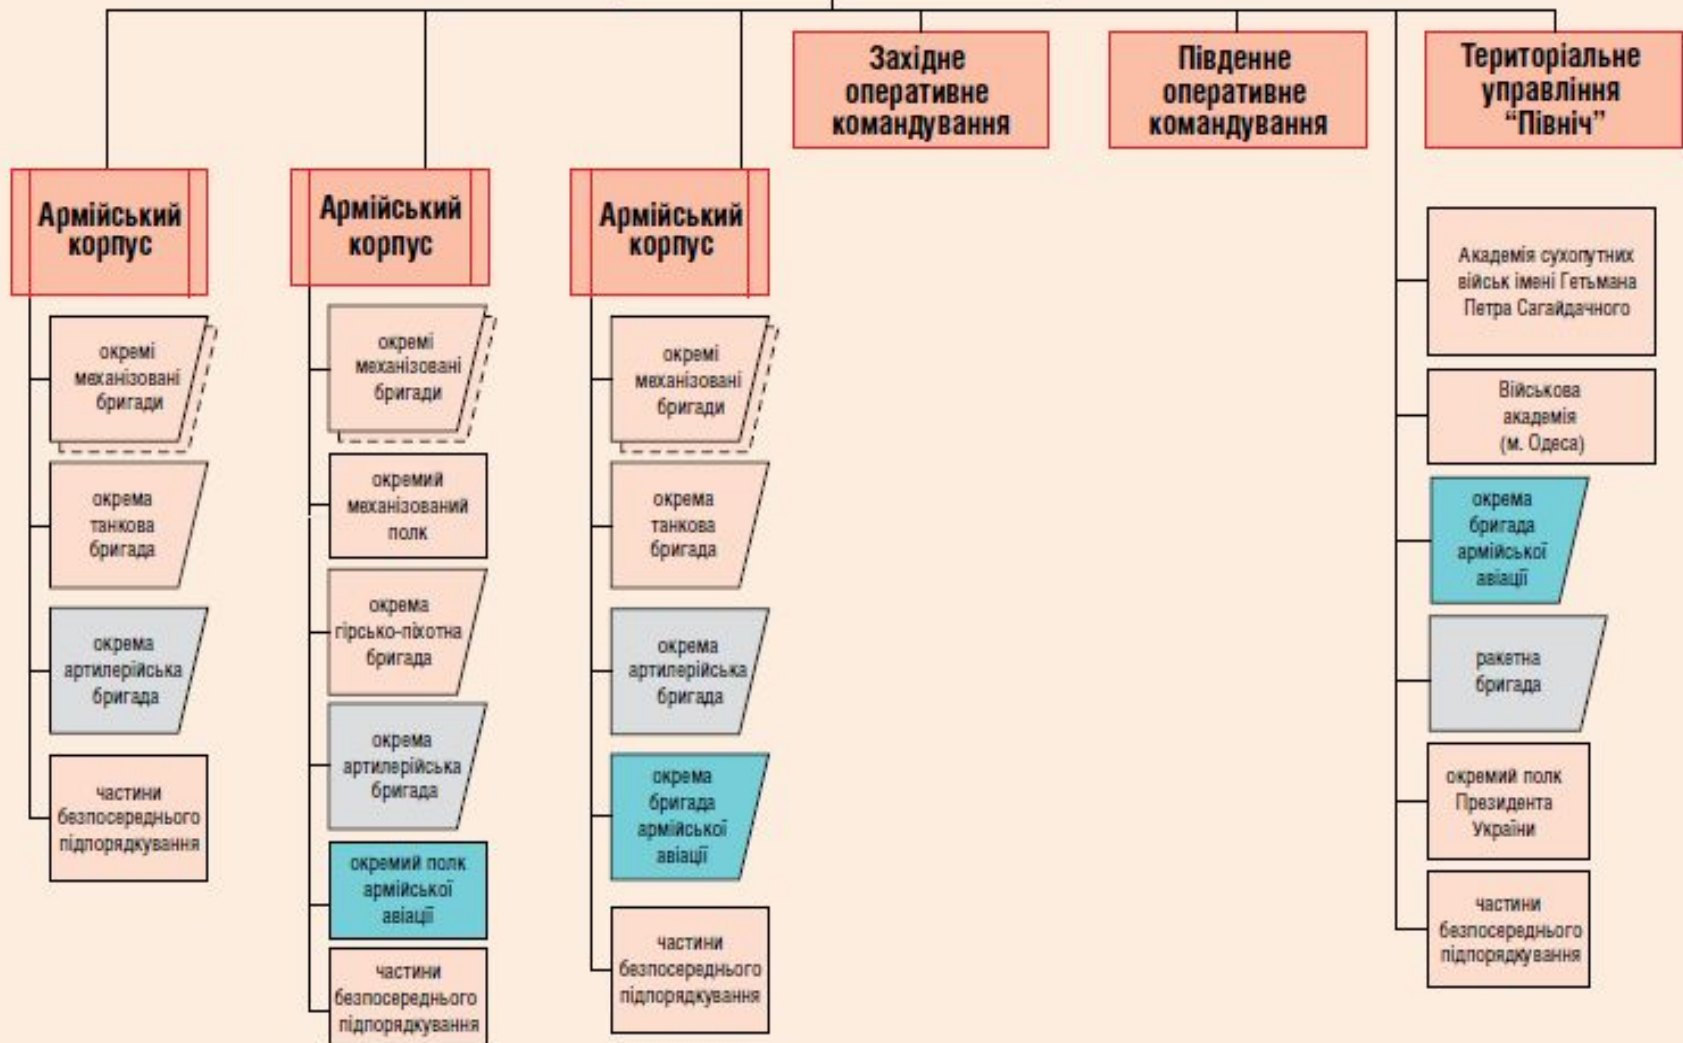 Західне
оперативне
командування
Південне
оперативне
командування
Територіальне
управління
“Північ”
Армійський
корпус
окремі
механізовані
бригади
окрема
танкова
бригада
окрема
артилерійська
бригада
частини
безпосереднього
підпорядкування
Армійський
корпус
окремі
механізовані
бригади
окремий
механізований
полк
окрема
гірсько-піхотна
бригада
окрема
артилерійська
бригада
окремий полк
армійської
авіації
частини
безпосереднього
підпорядкування
Армійський
корпус
окремі
механізовані
бригади
окрема
танкова
бригада
окрема
артилерійська
бригада
окрема
бригада
армійської
авіації
частини
безпосереднього
підпорядкування
Академія сухопутних
військ імені Гетьмана
Петра Сагайдачного
Військова
академія
(м. Одеса)
окрема
бригада
армійської
авіації
ракетна
бригада
окремий полк
Президента
України
частини
безпосереднього
підпорядкування